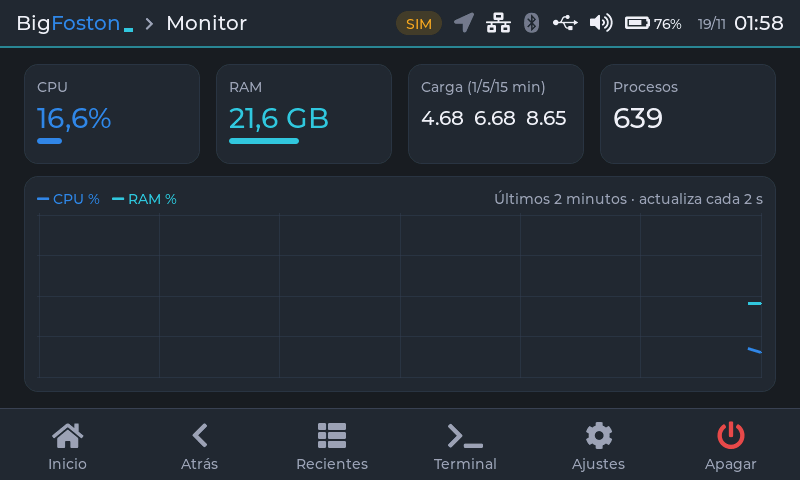 BigFoston_ > Monitor SIM 76% 19/11 01:58
CPU
16,6%
RAM
21,6 GB
Carga (1/5/15 min)
4.68 6.68 8.65
Procesos
639
CPU % RAM % Últimos 2 minutos · actualiza cada 2 s
Inicio Atrás Recientes Terminal Ajustes Apagar